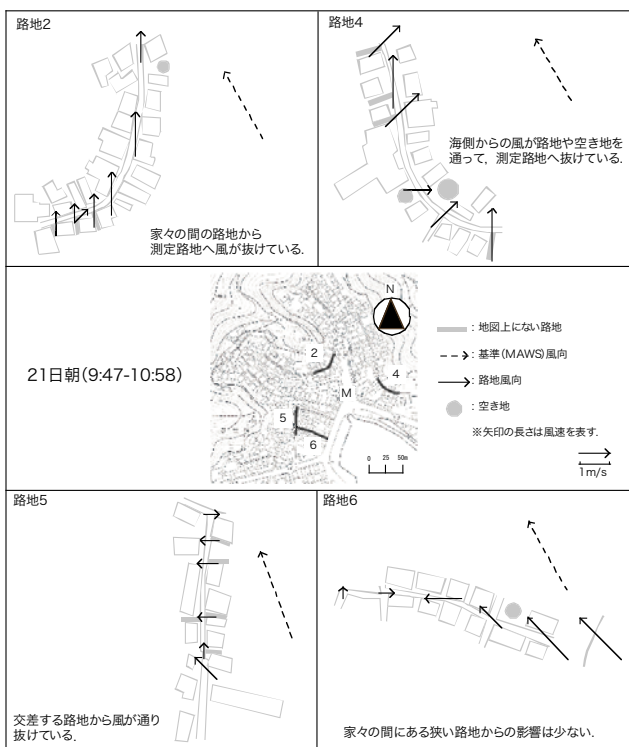 路地2
家々の間の路地から
測定路地へ風が抜けている.
路地4
海側からの風が路地や空き地を
通って, 測定路地へ抜けている.
21日朝(9:47-10:58)
N
2
4
M
5
6
0 25 50m
: 地図上にない路地
: 基準(MAWS)風向
: 路地風向
: 空き地
※矢印の長さは風速を表す.
1m/s
路地5
交差する路地から風が通り
抜けている.
路地6
家々の間にある狭い路地からの影響は少ない.